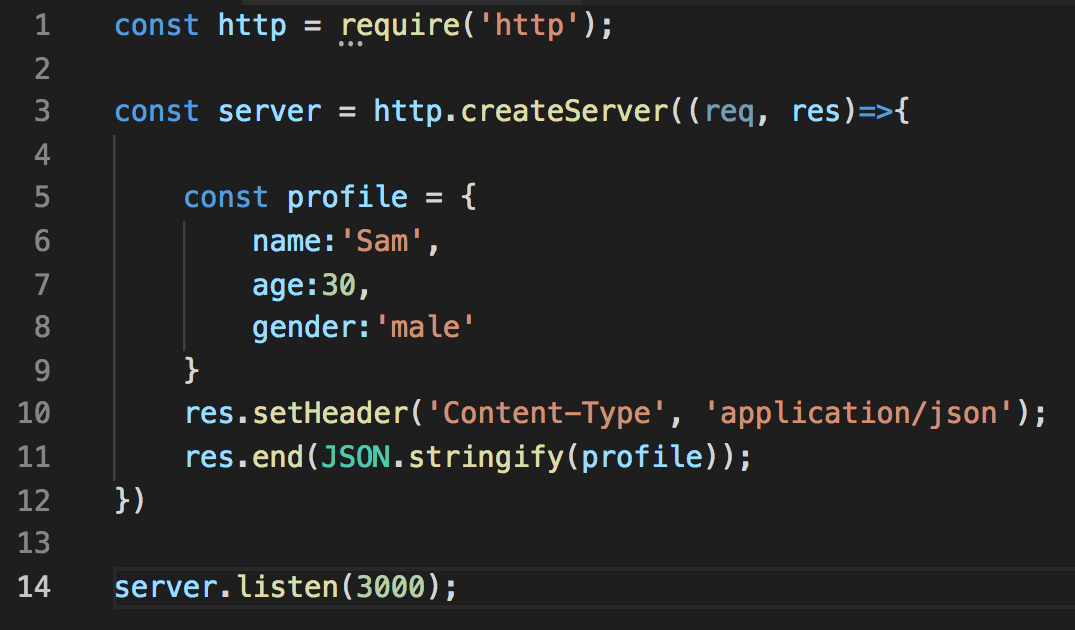 1 const http = require('http');
2
3 const server = http.createServer((req, res)=>{
4
5     const profile = {
6         name:'Sam',
7         age:30,
8         gender:'male'
9     }
10     res.setHeader('Content-Type', 'application/json');
11     res.end(JSON.stringify(profile));
12 })
13
14 server.listen(3000);